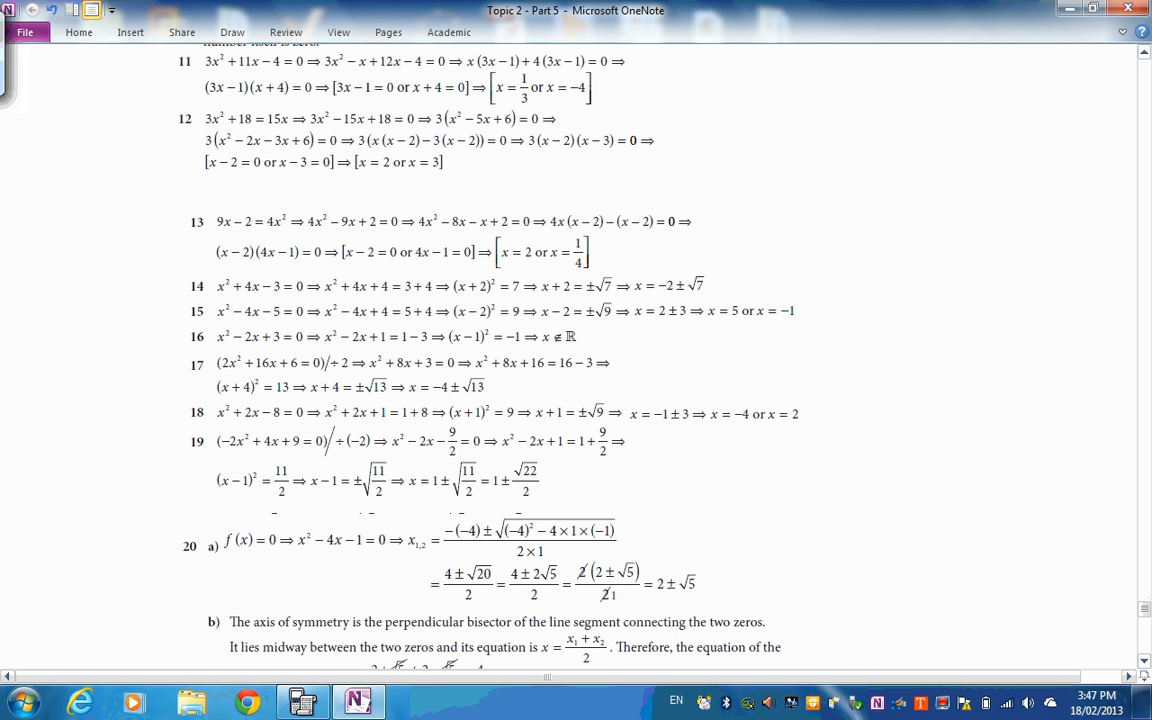 Topic 2 - Part 5 - Microsoft OneNote
File Home Insert Share Draw Review View Pages Academic
number itself is zero.
11 3x² + 11x − 4 = 0 ⇒ 3x² − x + 12x − 4 = 0 ⇒ x (3x − 1) + 4 (3x − 1) = 0 ⇒
(3x − 1)(x + 4) = 0 ⇒ [3x − 1 = 0 or x + 4 = 0] ⇒ [x = 1/3 or x = −4]
12 3x² + 18 = 15x ⇒ 3x² − 15x + 18 = 0 ⇒ 3(x² − 5x + 6) = 0 ⇒
3(x² − 2x − 3x + 6) = 0 ⇒ 3(x (x − 2) − 3(x − 2)) = 0 ⇒ 3(x − 2)(x − 3) = 0 ⇒
[x − 2 = 0 or x − 3 = 0] ⇒ [x = 2 or x = 3]
13 9x − 2 = 4x² ⇒ 4x² − 9x + 2 = 0 ⇒ 4x² − 8x − x + 2 = 0 ⇒ 4x (x − 2) − (x − 2) = 0 ⇒
(x − 2)(4x − 1) = 0 ⇒ [x − 2 = 0 or 4x − 1 = 0] ⇒ [x = 2 or x = 1/4]
14 x² + 4x − 3 = 0 ⇒ x² + 4x + 4 = 3 + 4 ⇒ (x + 2)² = 7 ⇒ x + 2 = ±√7 ⇒ x = −2 ± √7
15 x² − 4x − 5 = 0 ⇒ x² − 4x + 4 = 5 + 4 ⇒ (x − 2)² = 9 ⇒ x − 2 = ±√9 ⇒ x = 2 ± 3 ⇒ x = 5 or x = −1
16 x² − 2x + 3 = 0 ⇒ x² − 2x + 1 = 1 − 3 ⇒ (x − 1)² = −1 ⇒ x ∉ ℝ
17 (2x² + 16x + 6 = 0)/÷ 2 ⇒ x² + 8x + 3 = 0 ⇒ x² + 8x + 16 = 16 − 3 ⇒
(x + 4)² = 13 ⇒ x + 4 = ±√13 ⇒ x = −4 ± √13
18 x² + 2x − 8 = 0 ⇒ x² + 2x + 1 = 1 + 8 ⇒ (x + 1)² = 9 ⇒ x + 1 = ±√9 ⇒ x = −1 ± 3 ⇒ x = −4 or x = 2
19 (−2x² + 4x + 9 = 0)/÷ (−2) ⇒ x² − 2x − 9/2 = 0 ⇒ x² − 2x + 1 = 1 + 9/2 ⇒
(x − 1)² = 11/2 ⇒ x − 1 = ±√(11/2) ⇒ x = 1 ± √(11/2) = 1 ± √22/2
20 a) f (x) = 0 ⇒ x² − 4x − 1 = 0 ⇒ x₁,₂ = (−(−4) ± √((−4)² − 4 × 1 × (−1)))/(2 × 1)
= (4 ± √20)/2 = (4 ± 2√5)/2 = 2(2 ± √5)/2 1 = 2 ± √5
b) The axis of symmetry is the perpendicular bisector of the line segment connecting the two zeros.
It lies midway between the two zeros and its equation is x = (x₁ + x₂)/2 . Therefore, the equation of the
EN
3:47 PM
18/02/2013